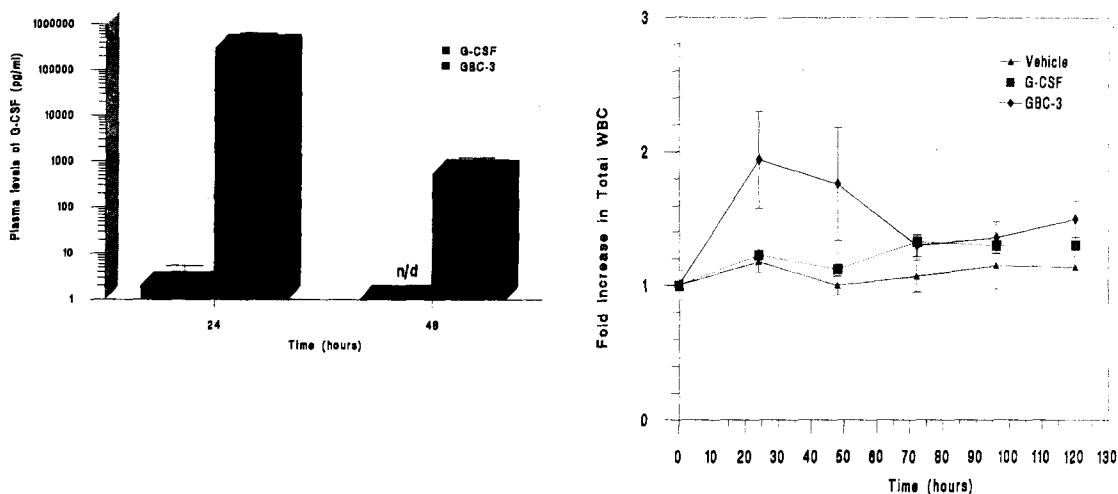 Plasma levels of G-CSF (pg/ml)
1000000
100000
10000
1000
100
10
1
G-CSF
GBC-3
n/d
24
48
Time (hours)
Fold Increase in Total WBC
3
2
1
0
Vehicle
G-CSF
GBC-3
0 10 20 30 40 50 60 70 80 90 100 110 120 130
Time (hours)